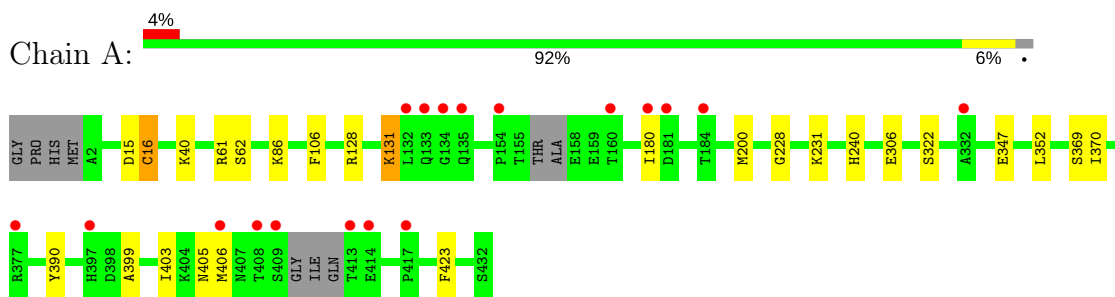 4%
Chain A:
92% 6% •
GLY PRO HIS MET A2 D15 C16 K40 R61 S62 K86 F106 R128 K131 L132 Q133 G134 Q135 P154 T155 THR ALA E158 E159 T160 I180 D181 T184 M200 G228 K231 H240 E306 S322 A332 E347 L352 S369 I370
R377 Y390 H397 D398 A399 I403 K404 N405 M406 N407 T408 S409 GLY ILE GLN T413 E414 P417 F423 S432